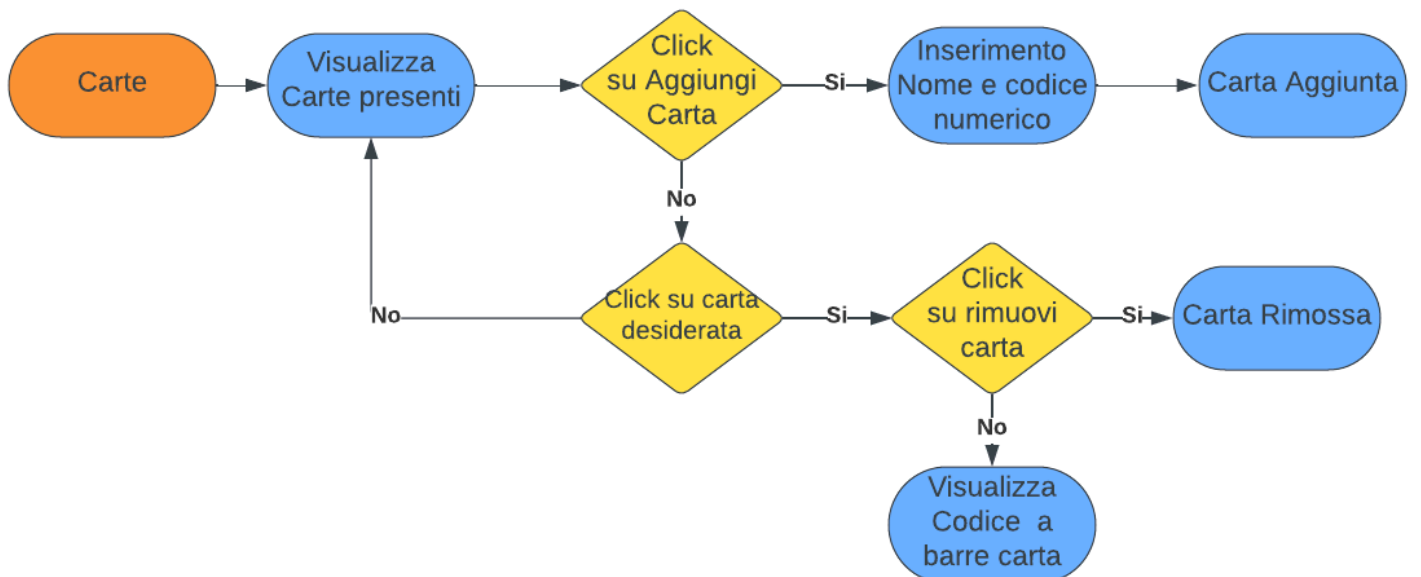 Carte
Visualizza
Carte presenti
Click
su Aggiungi
Carta
Si
Inserimento
Nome e codice
numerico
Carta Aggiunta
No
No
Click su carta
desiderata
Si
Click
su rimuovi
carta
Si
Carta Rimossa
No
Visualizza
Codice a
barre carta